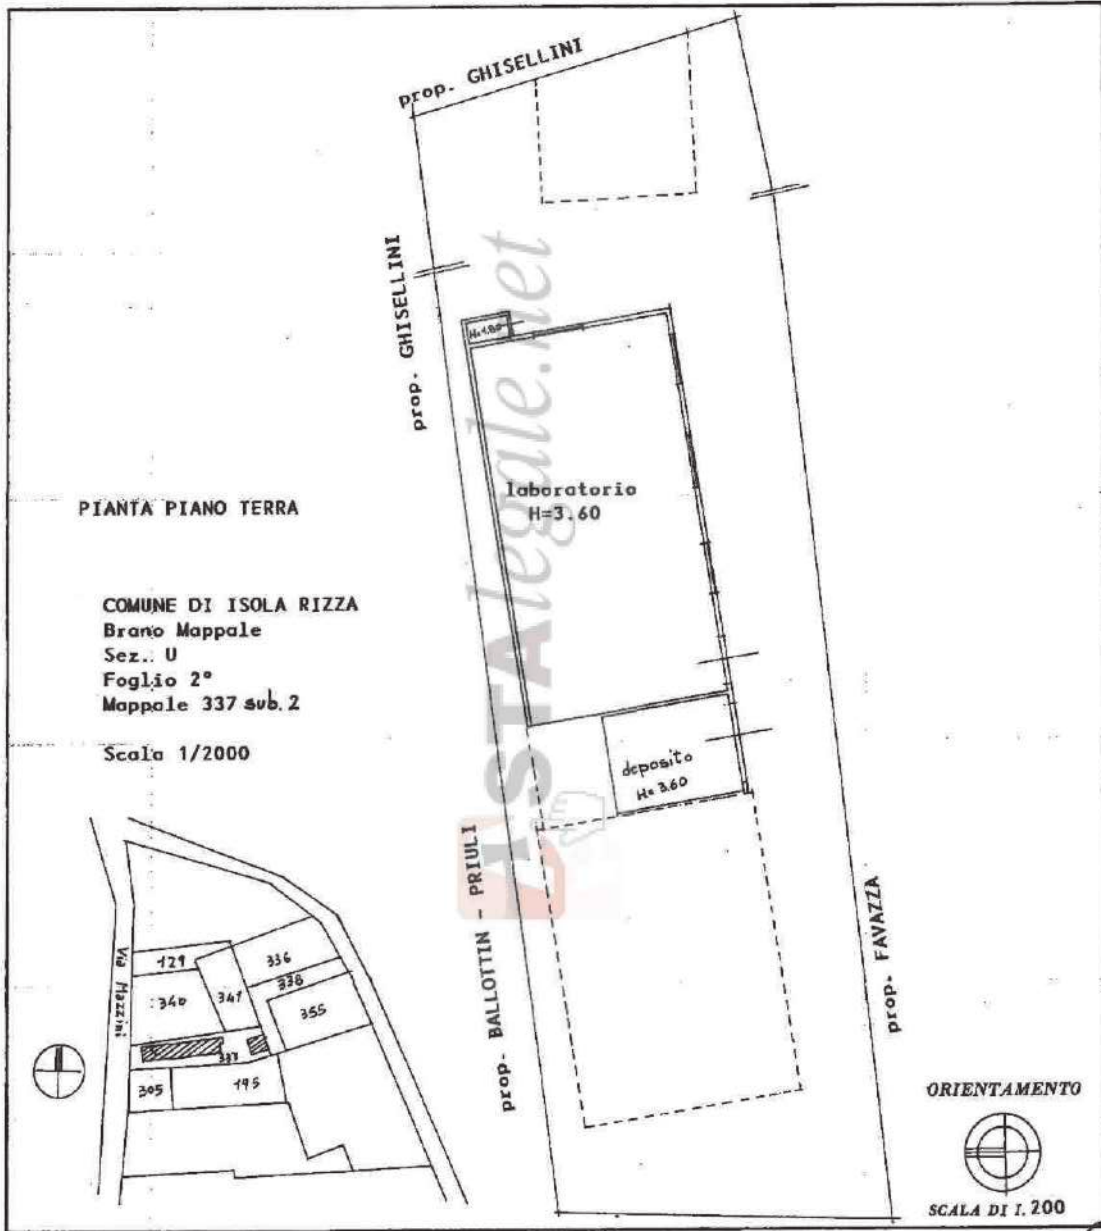 prop. GHISELLINI
prop. GHISELLINI
H=1.80
laboratorio
H=3.60
PIANTA PIANO TERRA
COMUNE DI ISOLA RIZZA
Brano Mappale
Sez.: U
Foglio 2°
Mappale 337 sub. 2
Scala 1/2000
deposito
H= 3.60
ASTAlegale.net
prop. BALLOTTIN - PRIULI
prop. FAVAZZA
Via Mazzini
129
336
338
340
341
355
337
305
195
ORIENTAMENTO
SCALA DI 1. 200